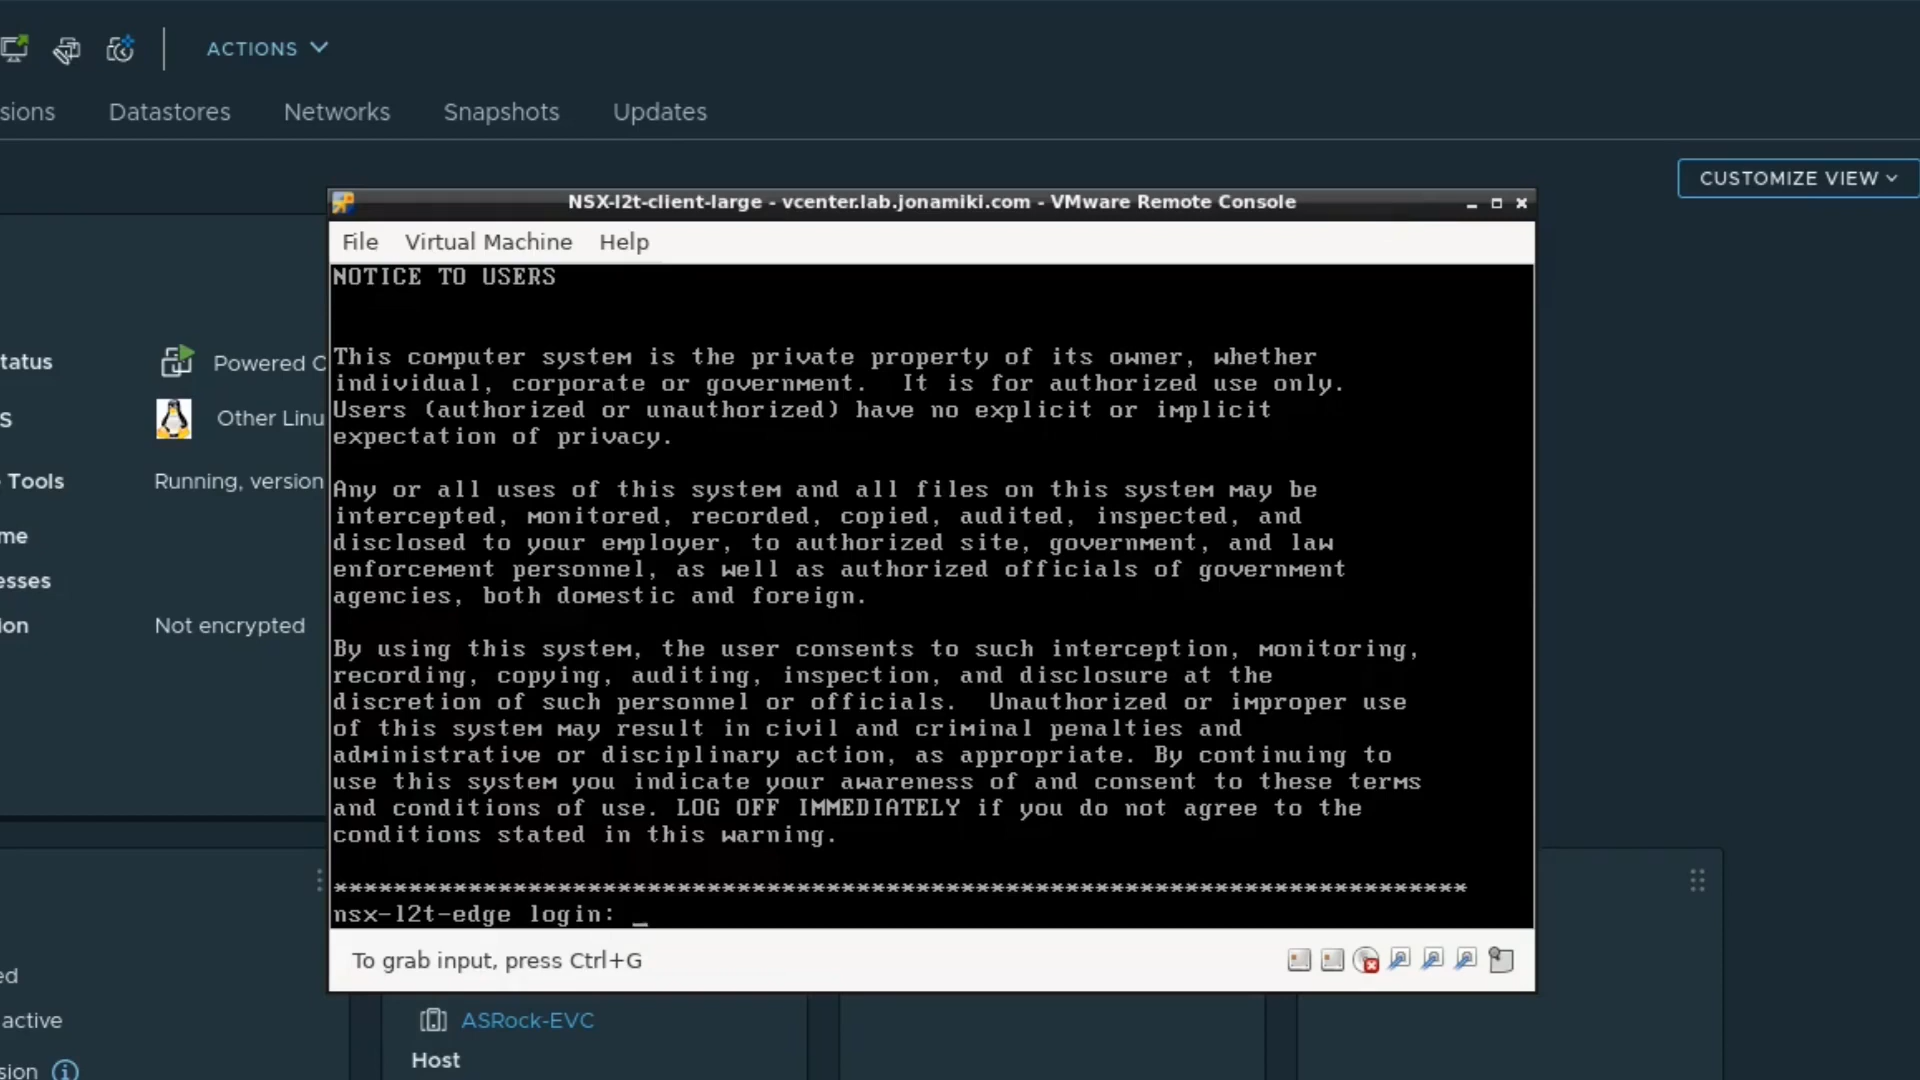 ACTIONS
sions Datastores Networks Snapshots Updates
CUSTOMIZE VIEW
NSX-l2t-client-large - vcenter.lab.jonamiki.com - VMware Remote Console
File Virtual Machine Help
NOTICE TO USERS
This computer system is the private property of its owner, whether
individual, corporate or government.  It is for authorized use only.
Users (authorized or unauthorized) have no explicit or implicit
expectation of privacy.
Any or all uses of this system and all files on this system may be
intercepted, monitored, recorded, copied, audited, inspected, and
disclosed to your employer, to authorized site, government, and law
enforcement personnel, as well as authorized officials of government
agencies, both domestic and foreign.
By using this system, the user consents to such interception, monitoring,
recording, copying, auditing, inspection, and disclosure at the
discretion of such personnel or officials.  Unauthorized or improper use
of this system may result in civil and criminal penalties and
administrative or disciplinary action, as appropriate. By continuing to
use this system you indicate your awareness of and consent to these terms
and conditions of use. LOG OFF IMMEDIATELY if you do not agree to the
conditions stated in this warning.
****************************************************************************
nsx-l2t-edge login: _
To grab input, press Ctrl+G
tatus Powered O
S Other Linu
Tools Running, version
me
esses
ion Not encrypted
ed
active
sion
ASRock-EVC
Host